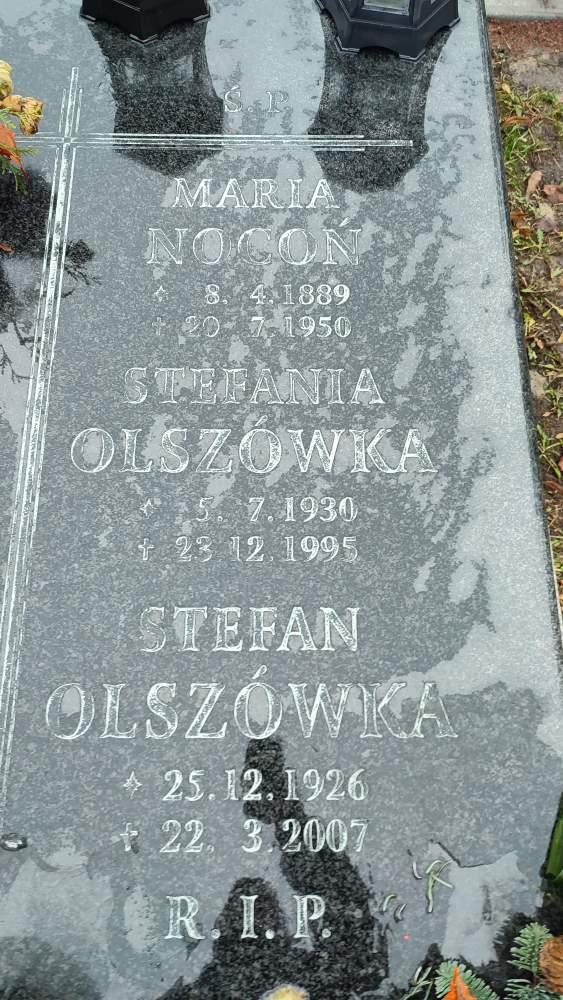 Ś. P.
MARIA
NOCOŃ
✧ 8. 4.1889
✝ 20 7.1950
STEFANIA
OLSZÓWKA
✧ 5. 7.1930
✝ 23 12.1995
STEFAN
OLSZÓWKA
✧ 25.12.1926
✝ 22. 3.2007
R. I. P.